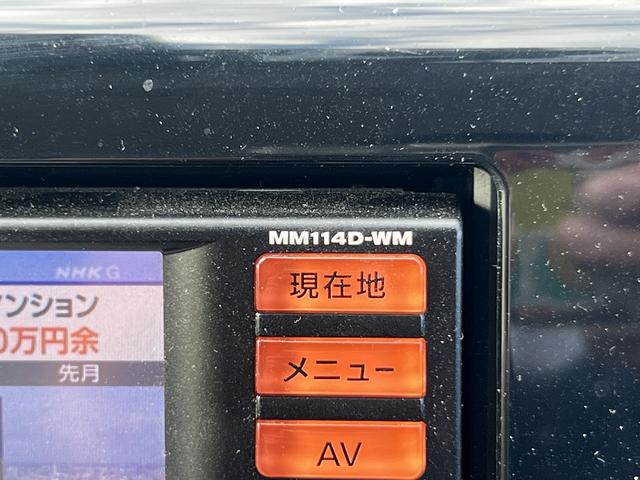 MM114D-WM
NHK G
現在地
ンション
0万円余
メニュー
先月
AV